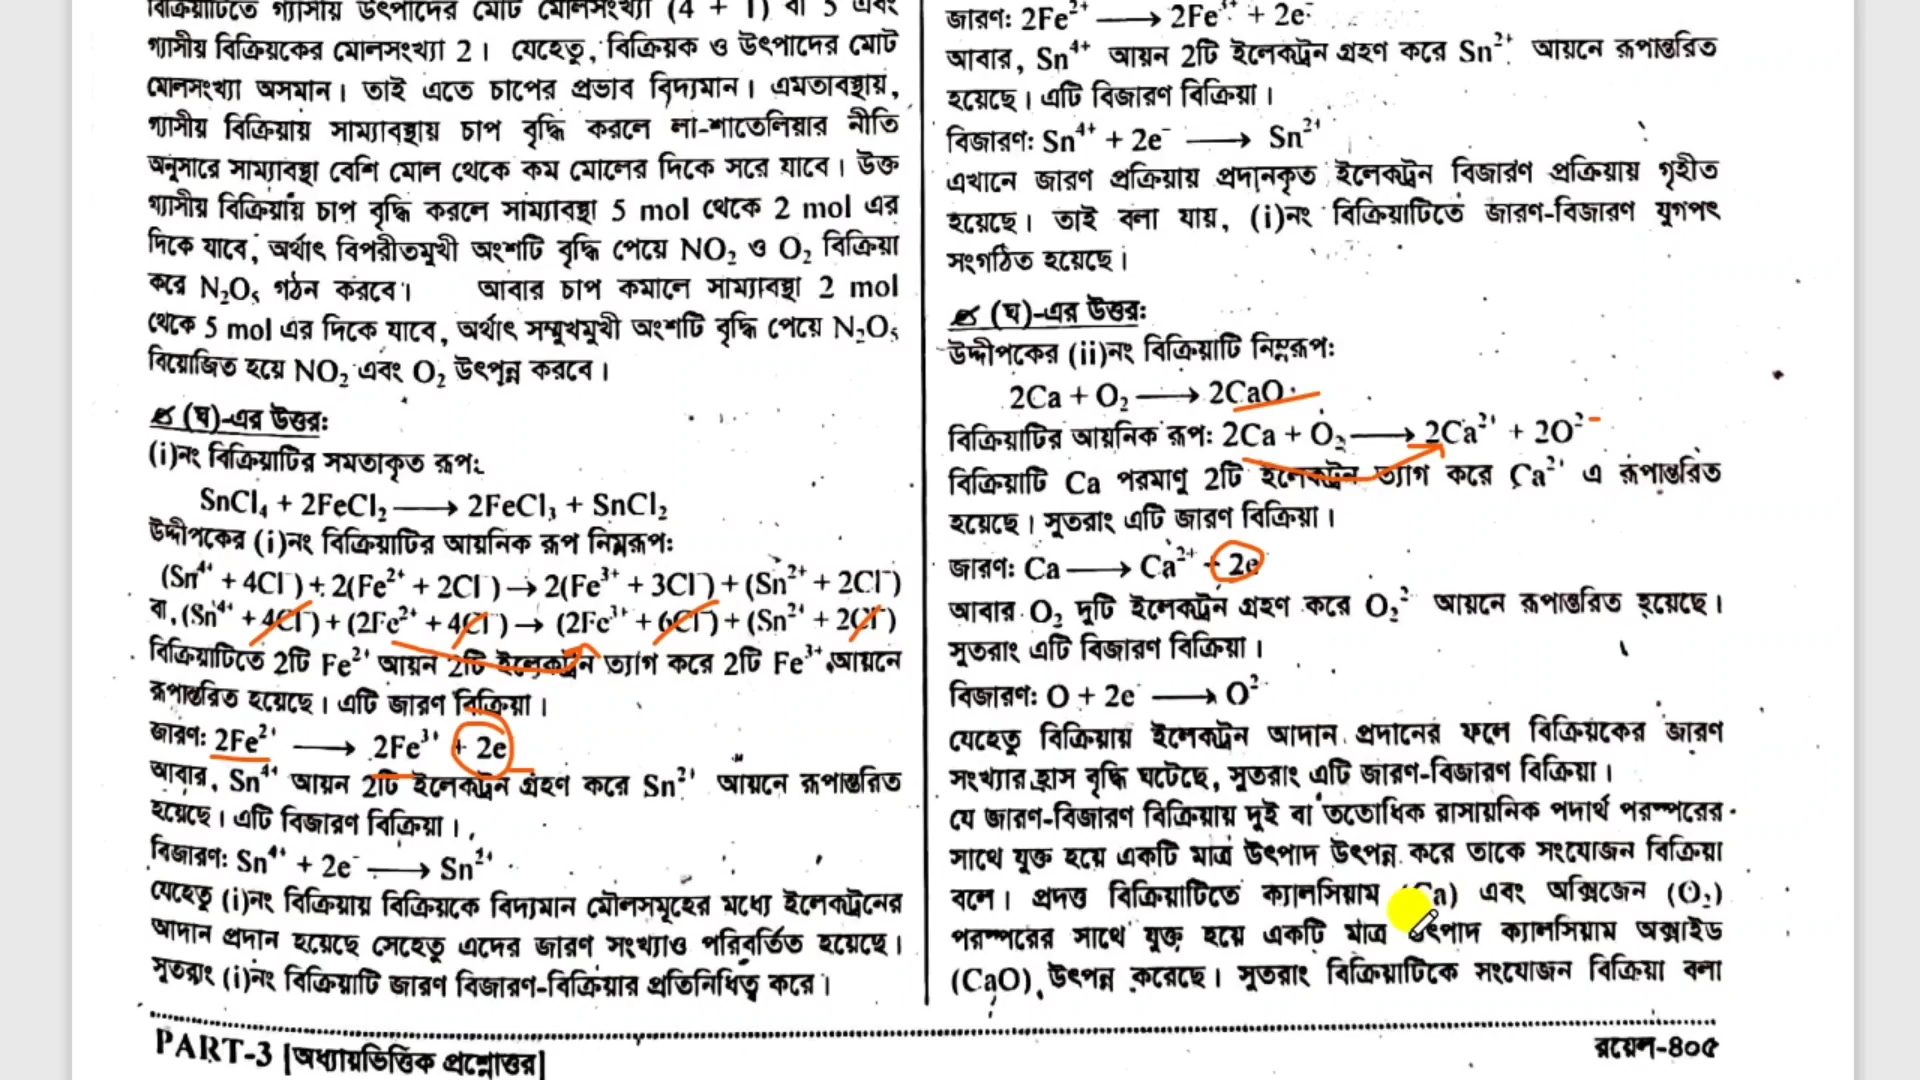 বিক্রিয়াটিতে গ্যাসীয় উৎপাদের মোট মোলসংখ্যা (4 + 1) বা 5 এবং
গ্যাসীয় বিক্রিয়কের মোলসংখ্যা 2। যেহেতু, বিক্রিয়ক ও উৎপাদের মোট
মোলসংখ্যা অসমান। তাই এতে চাপের প্রভাব বিদ্যমান। এমতাবস্থায়,
গ্যাসীয় বিক্রিয়ায় সাম্যাবস্থায় চাপ বৃদ্ধি করলে লা-শাতেলিয়ার নীতি
অনুসারে সাম্যাবস্থা বেশি মোল থেকে কম মোলের দিকে সরে যাবে। উক্ত
গ্যাসীয় বিক্রিয়ায় চাপ বৃদ্ধি করলে সাম্যাবস্থা 5 mol থেকে 2 mol এর
দিকে যাবে, অর্থাৎ বিপরীতমুখী অংশটি বৃদ্ধি পেয়ে NO₂ ও O₂ বিক্রিয়া
করে N₂O₅ গঠন করবে। আবার চাপ কমালে সাম্যাবস্থা 2 mol
থেকে 5 mol এর দিকে যাবে, অর্থাৎ সম্মুখমুখী অংশটি বৃদ্ধি পেয়ে N₂O₅
বিয়োজিত হয়ে NO₂ এবং O₂ উৎপন্ন করবে।
(ঘ)-এর উত্তর:
(i)নং বিক্রিয়াটির সমতাকৃত রূপ:
SnCl₄ + 2FeCl₂ ⟶ 2FeCl₃ + SnCl₂
উদ্দীপকের (i)নং বিক্রিয়াটির আয়নিক রূপ নিম্নরূপ:
(Sn⁴⁺ + 4Cl⁻) + 2(Fe²⁺ + 2Cl⁻) → 2(Fe³⁺ + 3Cl⁻) + (Sn²⁺ + 2Cl⁻)
বা, (Sn⁴⁺ + 4Cl⁻) + (2Fe²⁺ + 4Cl⁻) → (2Fe³⁺ + 6Cl⁻) + (Sn²⁺ + 2Cl⁻)
বিক্রিয়াটিতে 2টি Fe²⁺ আয়ন 2টি ইলেকট্রন ত্যাগ করে 2টি Fe³⁺ আয়নে
রূপান্তরিত হয়েছে। এটি জারণ বিক্রিয়া।
জারণ: 2Fe²⁺ ⟶ 2Fe³⁺ + 2e
আবার, Sn⁴⁺ আয়ন 2টি ইলেকট্রন গ্রহণ করে Sn²⁺ আয়নে রূপান্তরিত
হয়েছে। এটি বিজারণ বিক্রিয়া।
বিজারণ: Sn⁴⁺ + 2e⁻ ⟶ Sn²⁺
যেহেতু (i)নং বিক্রিয়ায় বিক্রিয়কে বিদ্যমান মৌলসমূহের মধ্যে ইলেকট্রনের
আদান প্রদান হয়েছে সেহেতু এদের জারণ সংখ্যাও পরিবর্তিত হয়েছে।
সুতরাং (i)নং বিক্রিয়াটি জারণ বিজারণ-বিক্রিয়ার প্রতিনিধিত্ব করে।
জারণ: 2Fe²⁺ ⟶ 2Fe³⁺ + 2e⁻
আবার, Sn⁴⁺ আয়ন 2টি ইলেকট্রন গ্রহণ করে Sn²⁺ আয়নে রূপান্তরিত
হয়েছে। এটি বিজারণ বিক্রিয়া।
বিজারণ: Sn⁴⁺ + 2e⁻ ⟶ Sn²⁺
এখানে জারণ প্রক্রিয়ায় প্রদানকৃত ইলেকট্রন বিজারণ প্রক্রিয়ায় গৃহীত
হয়েছে। তাই বলা যায়, (i)নং বিক্রিয়াটিতে জারণ-বিজারণ যুগপৎ
সংগঠিত হয়েছে।
(ঘ)-এর উত্তর:
উদ্দীপকের (ii)নং বিক্রিয়াটি নিম্নরূপ:
2Ca + O₂ ⟶ 2CaO
বিক্রিয়াটির আয়নিক রূপ: 2Ca + O₂ ⟶ 2Ca²⁺ + 2O²⁻
বিক্রিয়াটি Ca পরমাণু 2টি ইলেকট্রন ত্যাগ করে Ca²⁺ এ রূপান্তরিত
হয়েছে। সুতরাং এটি জারণ বিক্রিয়া।
জারণ: Ca ⟶ Ca²⁺ + 2e
আবার O₂ দুটি ইলেকট্রন গ্রহণ করে O₂²⁻ আয়নে রূপান্তরিত হয়েছে।
সুতরাং এটি বিজারণ বিক্রিয়া।
বিজারণ: O + 2e⁻ ⟶ O²⁻
যেহেতু বিক্রিয়ায় ইলেকট্রন আদান প্রদানের ফলে বিক্রিয়কের জারণ
সংখ্যার হ্রাস বৃদ্ধি ঘটেছে, সুতরাং এটি জারণ-বিজারণ বিক্রিয়া।
যে জারণ-বিজারণ বিক্রিয়ায় দুই বা ততোধিক রাসায়নিক পদার্থ পরস্পরের
সাথে যুক্ত হয়ে একটি মাত্র উৎপাদ উৎপন্ন করে তাকে সংযোজন বিক্রিয়া
বলে। প্রদত্ত বিক্রিয়াটিতে ক্যালসিয়াম (Ca) এবং অক্সিজেন (O₂)
পরস্পরের সাথে যুক্ত হয়ে একটি মাত্র উৎপাদ ক্যালসিয়াম অক্সাইড
(CaO) উৎপন্ন করেছে। সুতরাং বিক্রিয়াটিকে সংযোজন বিক্রিয়া বলা
PART-3 [অধ্যায়ভিত্তিক প্রশ্নোত্তর]
রয়েল-৪০৫